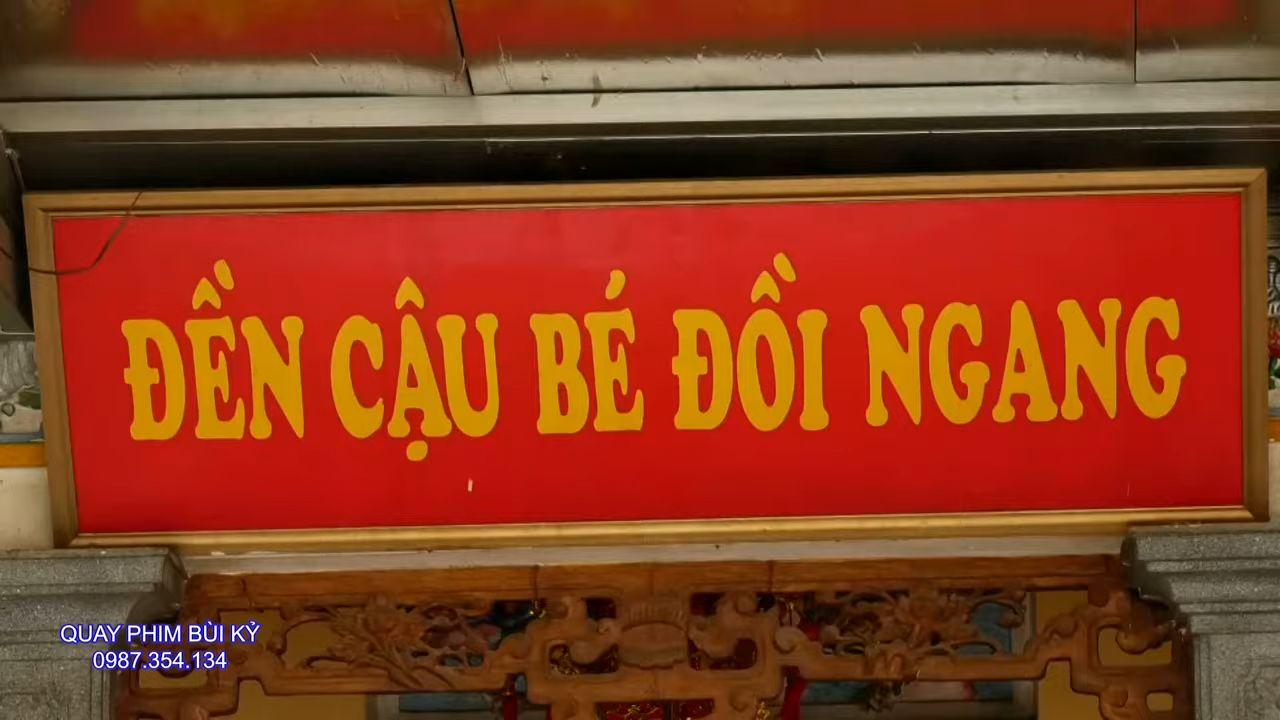 ĐỀN CẬU BÉ ĐỒI NGANG
QUAY PHIM BÙI KỶ
0987.354.134